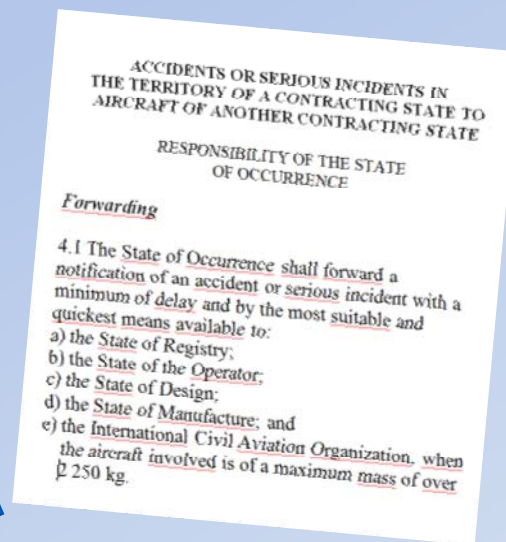 ACCIDENTS OR SERIOUS INCIDENTS IN
THE TERRITORY OF A CONTRACTING STATE TO
AIRCRAFT OF ANOTHER CONTRACTING STATE
RESPONSIBILITY OF THE STATE
OF OCCURRENCE
Forwarding
4.1 The State of Occurrence shall forward a
notification of an accident or serious incident with a
minimum of delay and by the most suitable and
quickest means available to:
a) the State of Registry;
b) the State of the Operator;
c) the State of Design;
d) the State of Manufacture; and
e) the International Civil Aviation Organization, when
the aircraft involved is of a maximum mass of over
2 250 kg.